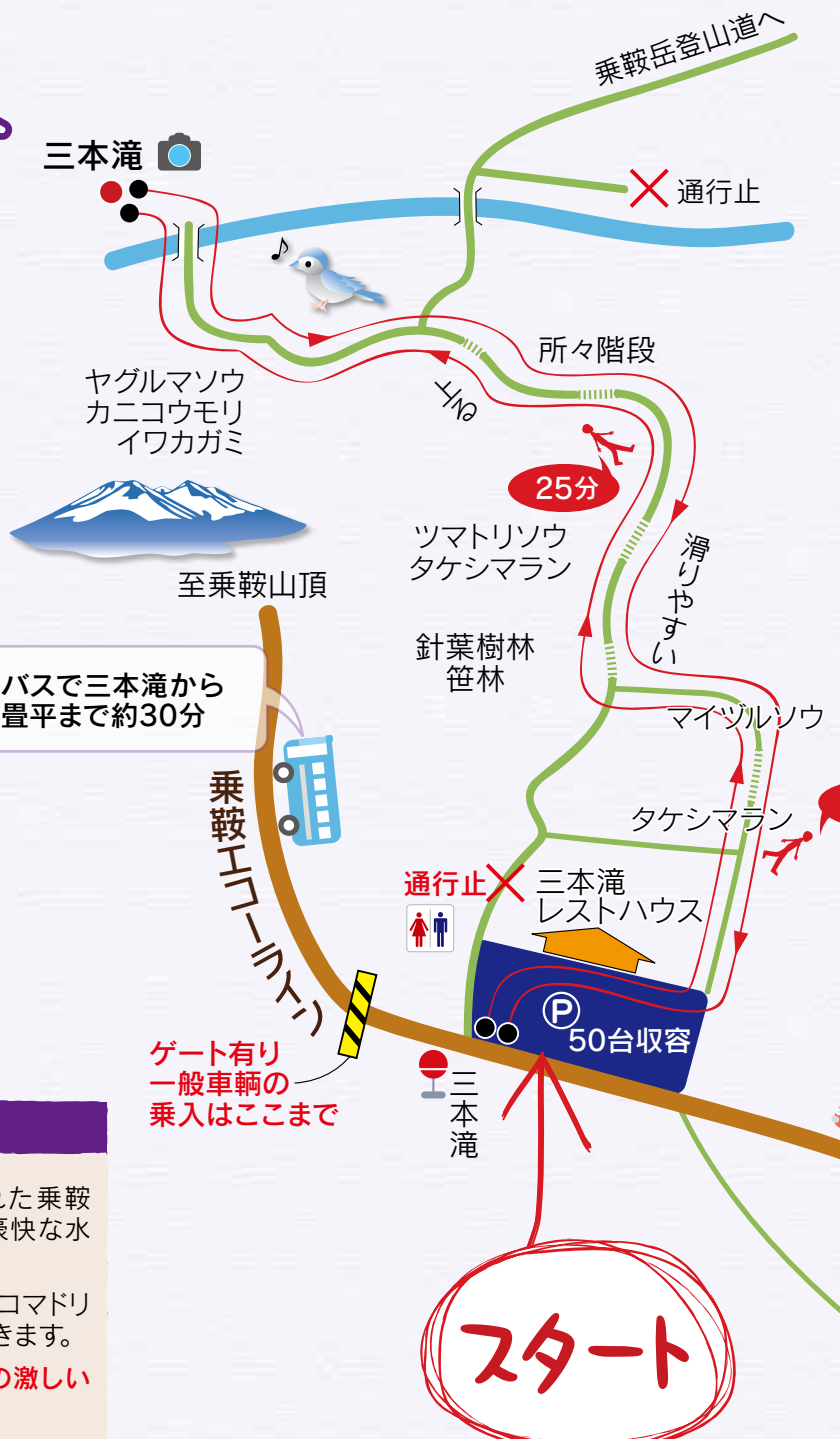 乗鞍岳登山道へ
三本滝
通行止
所々階段
ヤグルマソウ
カニコウモリ
イワカガミ
25分
ツマトリソウ
タケシマラン
滑りやすい
至乗鞍山頂
針葉樹林
笹林
バスで三本滝から
畳平まで約30分
マイヅルソウ
乗鞍エコーライン
タケシマラン
通行止
三本滝
レストハウス
P
50台収容
ゲート有り
一般車輌の
乗入はここまで
三本滝
れた乗鞍
豪快な水
コマドリ
きます。
の激しい
スタート